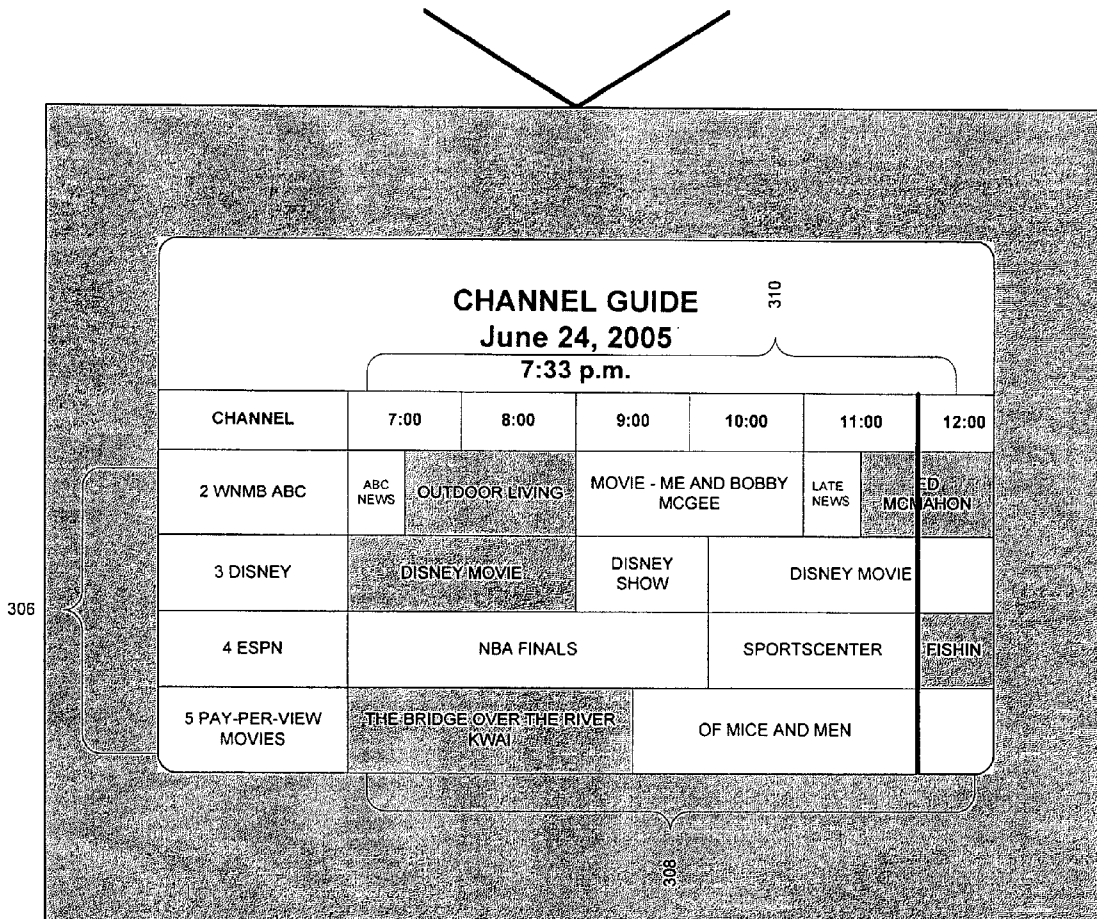 CHANNEL GUIDE
310
June 24, 2005
7:33 p.m.
CHANNEL 7:00 8:00 9:00 10:00 11:00 12:00
2 WNMB ABC
ABC
NEWS
OUTDOOR LIVING
MOVIE - ME AND BOBBY
MCGEE
LATE
NEWS
ED
MCMAHON
3 DISNEY
DISNEY MOVIE
DISNEY
SHOW
DISNEY MOVIE
306
4 ESPN
NBA FINALS
SPORTSCENTER
FISHIN
5 PAY-PER-VIEW
MOVIES
THE BRIDGE OVER THE RIVER
KWAI
OF MICE AND MEN
308